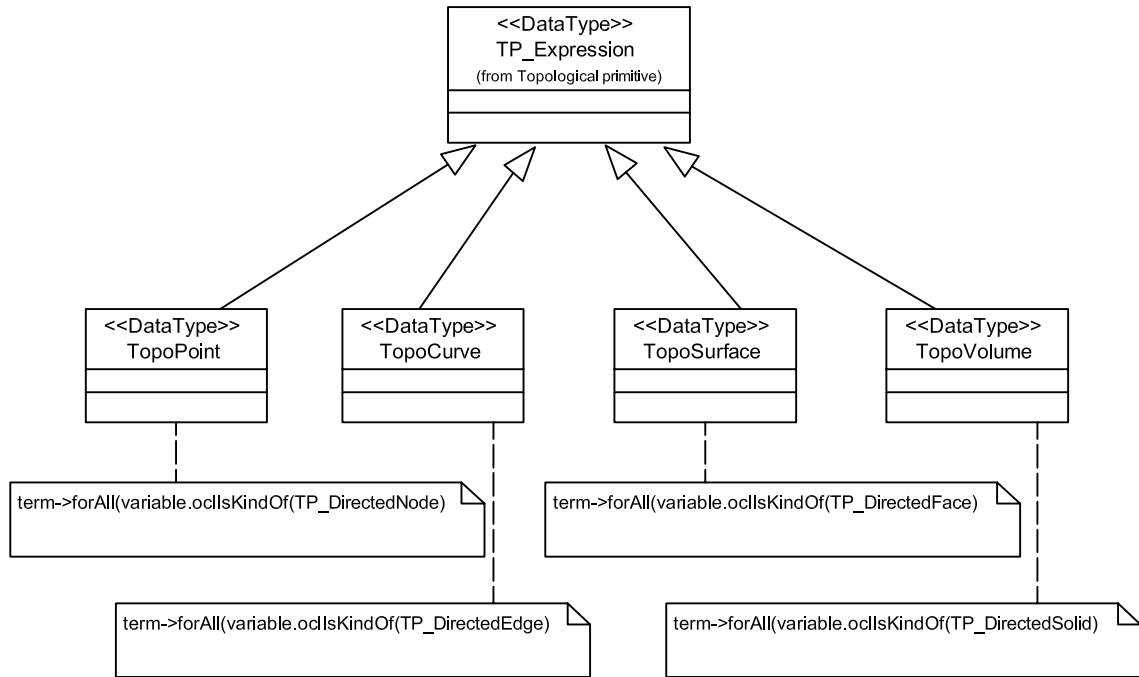 <<DataType>>
TP_Expression
(from Topological primitive)
<<DataType>>
TopoPoint
<<DataType>>
TopoCurve
<<DataType>>
TopoSurface
<<DataType>>
TopoVolume
term->forAll(variable.oclIsKindOf(TP_DirectedNode)
term->forAll(variable.oclIsKindOf(TP_DirectedFace)
term->forAll(variable.oclIsKindOf(TP_DirectedEdge)
term->forAll(variable.oclIsKindOf(TP_DirectedSolid)